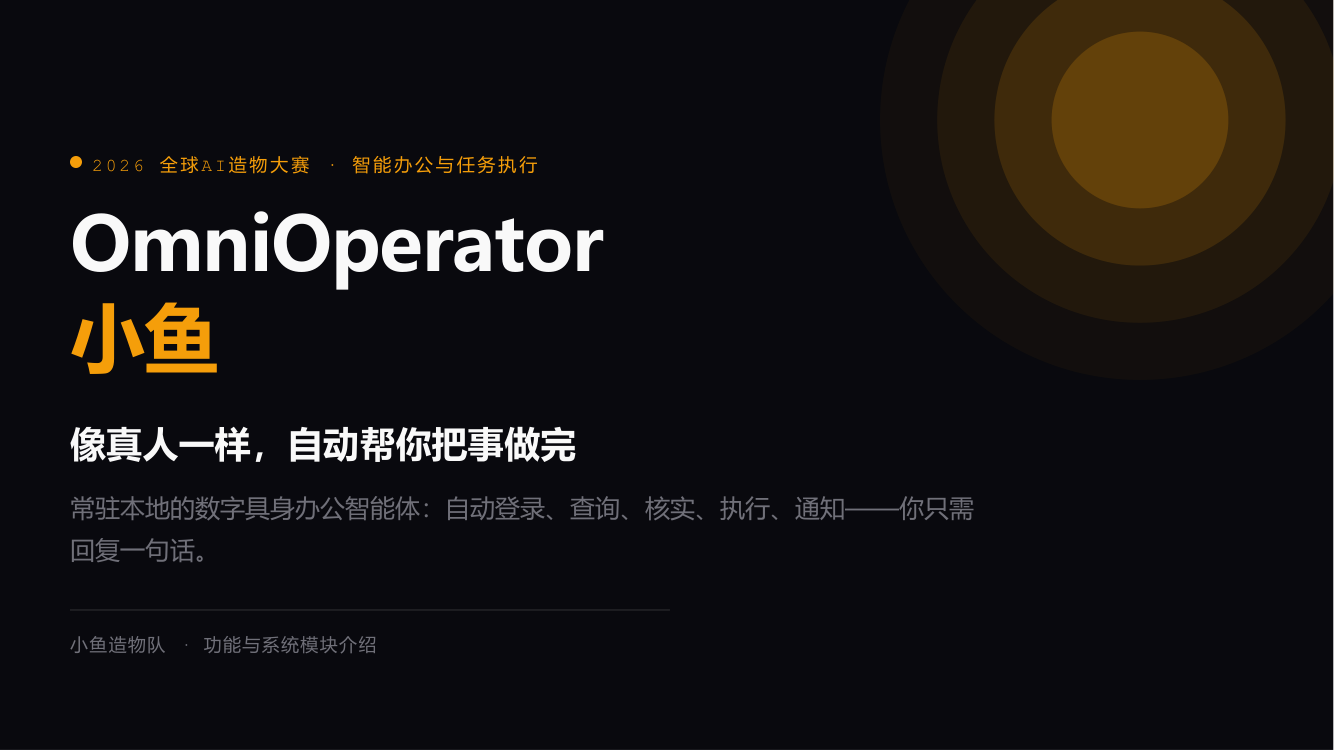 2026 全球AI造物大赛 · 智能办公与任务执行
OmniOperator
小鱼
像真人一样，自动帮你把事做完
常驻本地的数字具身办公智能体：自动登录、查询、核实、执行、通知——你只需
回复一句话。
小鱼造物队 · 功能与系统模块介绍